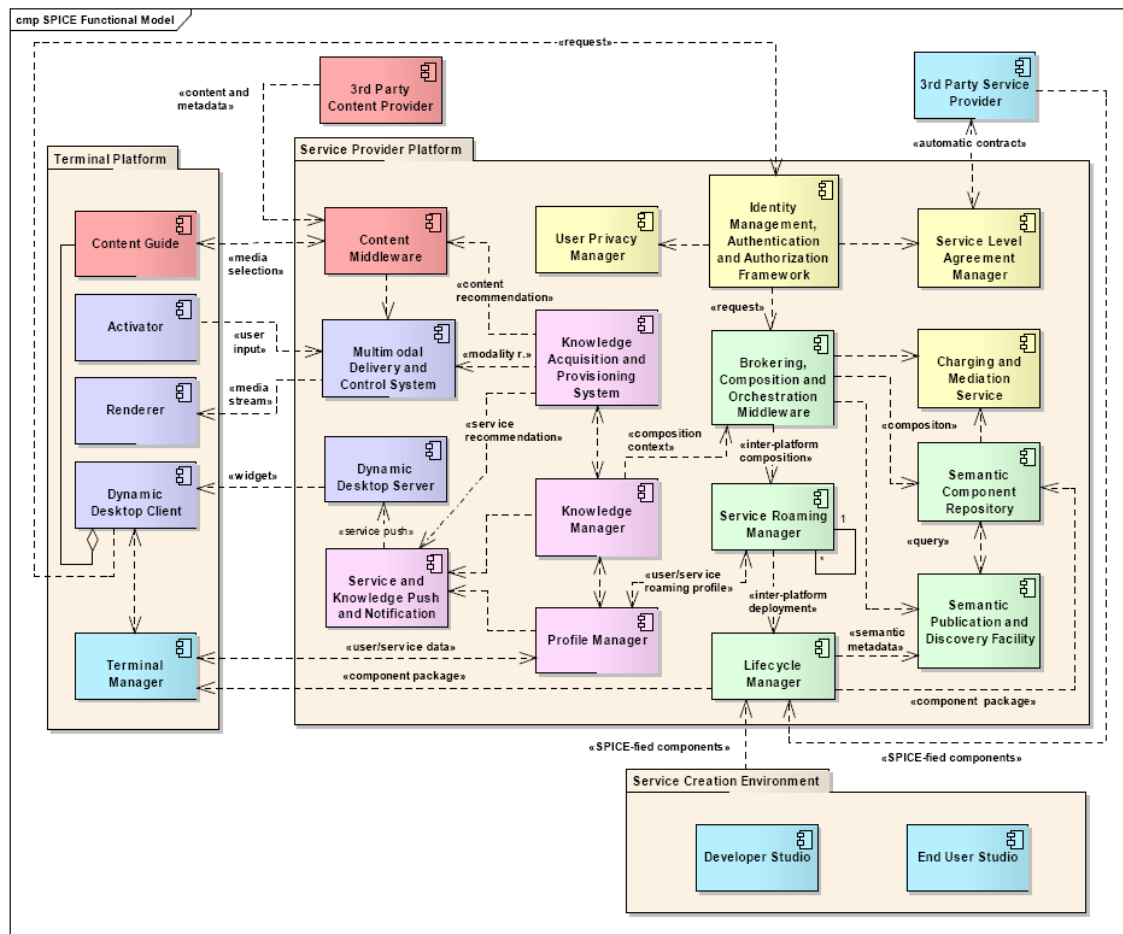 cmp SPICE Functional Model
«request»
3rd Party
Content Provider
3rd Party Service
Provider
«content and
metadata»
«automatic contract»
Terminal Platform
Service Provider Platform
Content Guide
Content
Middleware
User Privacy
Manager
Identity
Management,
Authentication
and Authorization
Framework
Service Level
Agreement
Manager
«media
selection»
«content
recommendation»
«request»
Activator
«user
input»
Multimodal
Delivery and
Control System
«modality r.»
Knowledge
Acquisition and
Provisioning
System
Brokering,
Composition and
Orchestration
Middleware
Charging and
Mediation
Service
Renderer
«media
stream»
«service
recommendation»
«composition
context»
«inter-platform
composition»
«compositon»
Dynamic
Desktop Client
«widget»
Dynamic
Desktop Server
Knowledge
Manager
Service Roaming
Manager
1
*
Semantic
Component
Repository
«service push»
«query»
Service and
Knowledge Push
and Notification
«user/service
roaming profile»
«inter-platform
deployment»
Semantic
Publication and
Discovery Facility
Profile Manager
«semantic
metadata»
Terminal
Manager
«user/service data»
«component package»
Lifecycle
Manager
«component package»
«SPICE-fied components»
«SPICE-fied components»
Service Creation Environment
Developer Studio
End User Studio